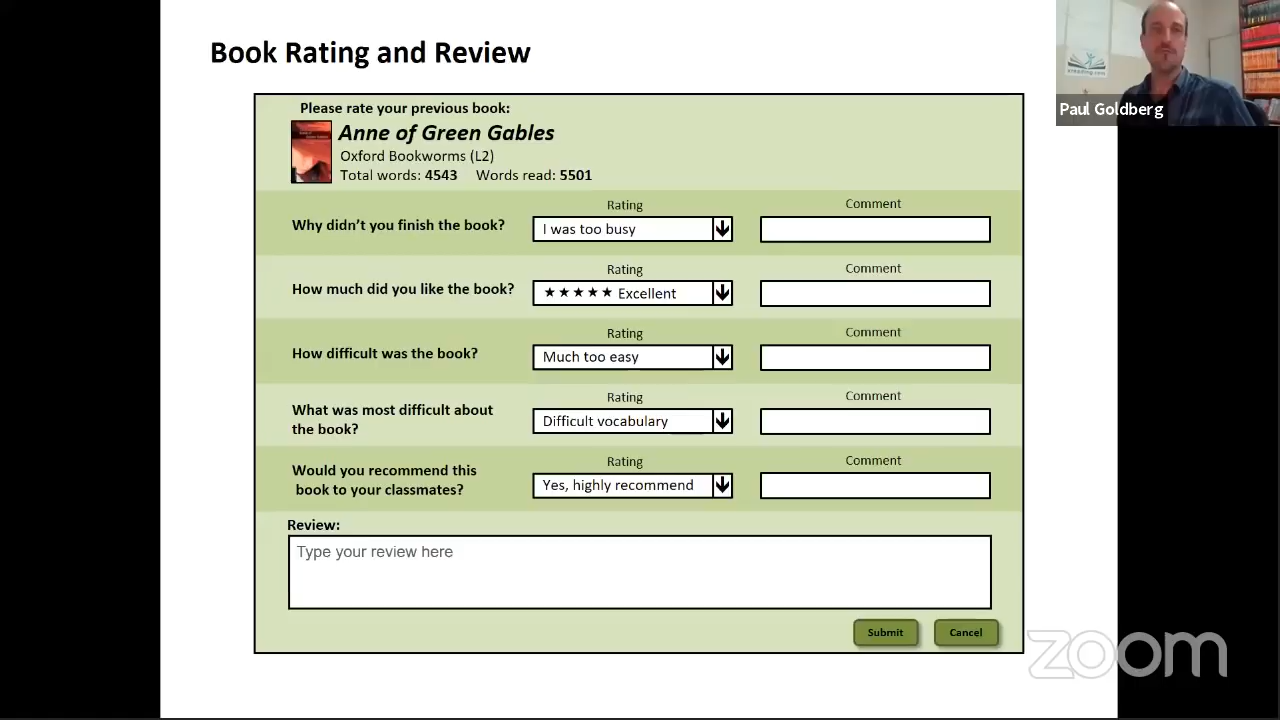 Book Rating and Review
Paul Goldberg
Please rate your previous book:
Anne of Green Gables
Oxford Bookworms (L2)
Total words: 4543 Words read: 5501
Rating Comment
Why didn't you finish the book? I was too busy
Rating Comment
How much did you like the book? ★★★★★ Excellent
Rating Comment
How difficult was the book? Much too easy
Rating Comment
What was most difficult about
the book?
Difficult vocabulary
Rating Comment
Would you recommend this
book to your classmates?
Yes, highly recommend
Review:
Type your review here
Submit Cancel
zoom